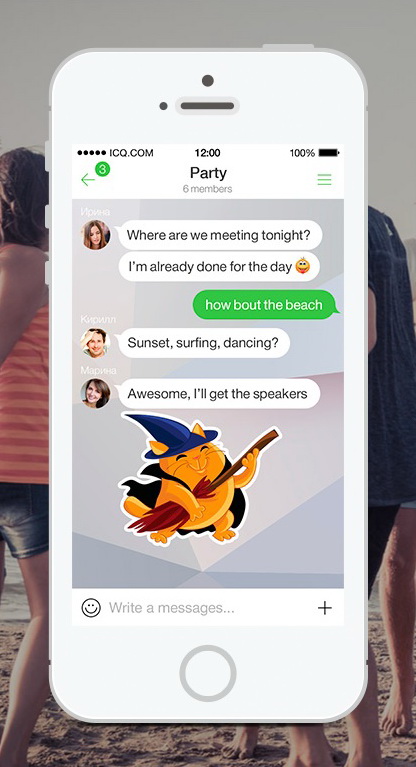 ICQ.COM 12:00 100%
3
Party
6 members
Ирина
Where are we meeting tonight?
I'm already done for the day
how bout the beach
Кирилл
Sunset, surfing, dancing?
Марина
Awesome, I'll get the speakers
Write a messages...